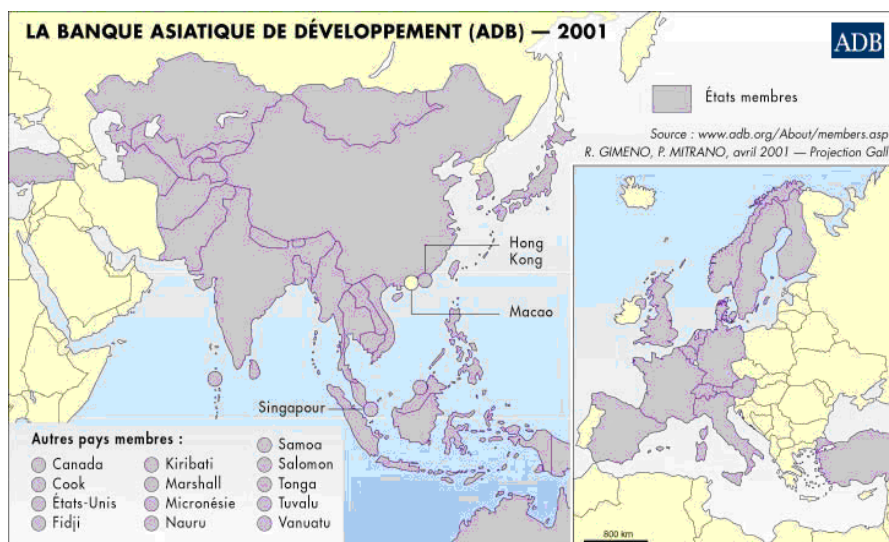 LA BANQUE ASIATIQUE DE DÉVELOPPEMENT (ADB) — 2001
ADB
États membres
Source : www.adb.org/About/members.asp
R. GIMENO, P. MITRANO, avril 2001 — Projection Gall
Hong
Kong
Macao
Singapour
Autres pays membres :
Canada
Cook
États-Unis
Fidji
Kiribati
Marshall
Micronésie
Nauru
Samoa
Salomon
Tonga
Tuvalu
Vanuatu
800 km